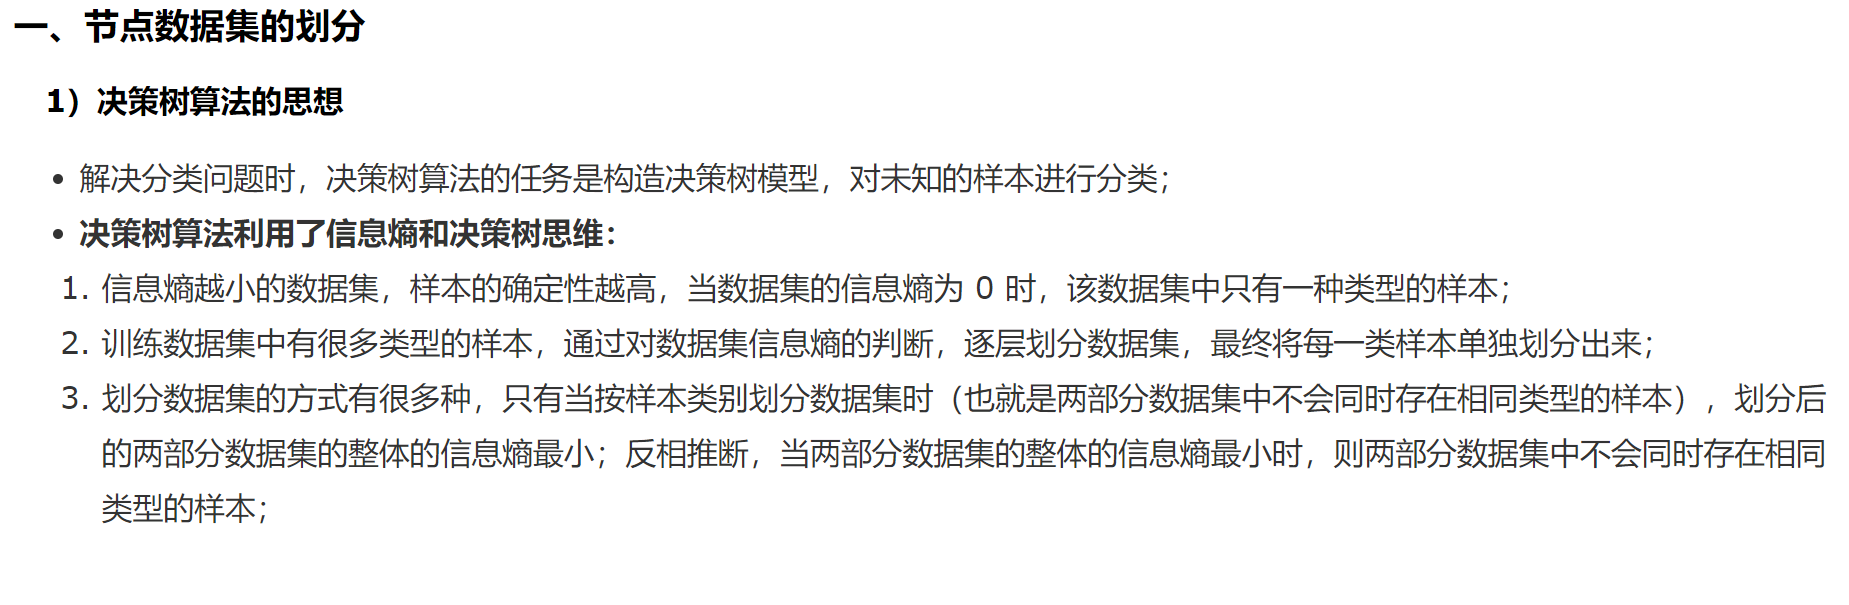 一、节点数据集的划分
1）决策树算法的思想
• 解决分类问题时，决策树算法的任务是构造决策树模型，对未知的样本进行分类；
• 决策树算法利用了信息熵和决策树思维：
1. 信息熵越小的数据集，样本的确定性越高，当数据集的信息熵为 0 时，该数据集中只有一种类型的样本；
2. 训练数据集中有很多类型的样本，通过对数据集信息熵的判断，逐层划分数据集，最终将每一类样本单独划分出来；
3. 划分数据集的方式有很多种，只有当按样本类别划分数据集时（也就是两部分数据集中不会同时存在相同类型的样本），划分后
的两部分数据集的整体的信息熵最小；反相推断，当两部分数据集的整体的信息熵最小时，则两部分数据集中不会同时存在相同
类型的样本；